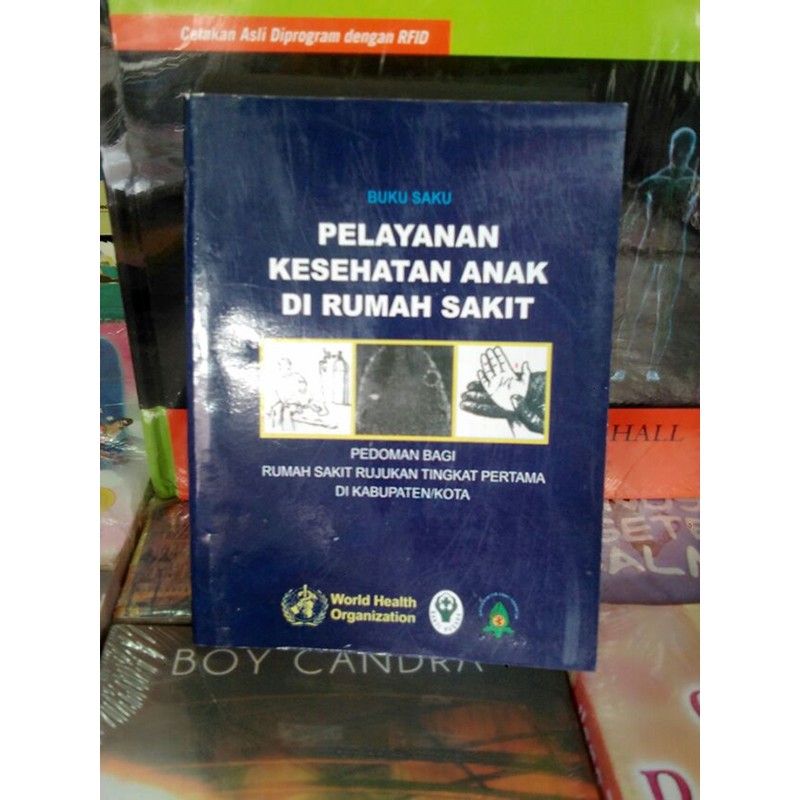 Cetakan Asli Diprogram dengan RFID
BUKU SAKU
PELAYANAN
KESEHATAN ANAK
DI RUMAH SAKIT
PEDOMAN BAGI
RUMAH SAKIT RUJUKAN TINGKAT PERTAMA
DI KABUPATEN/KOTA
World Health
Organization
HALL
BOY CANDRA